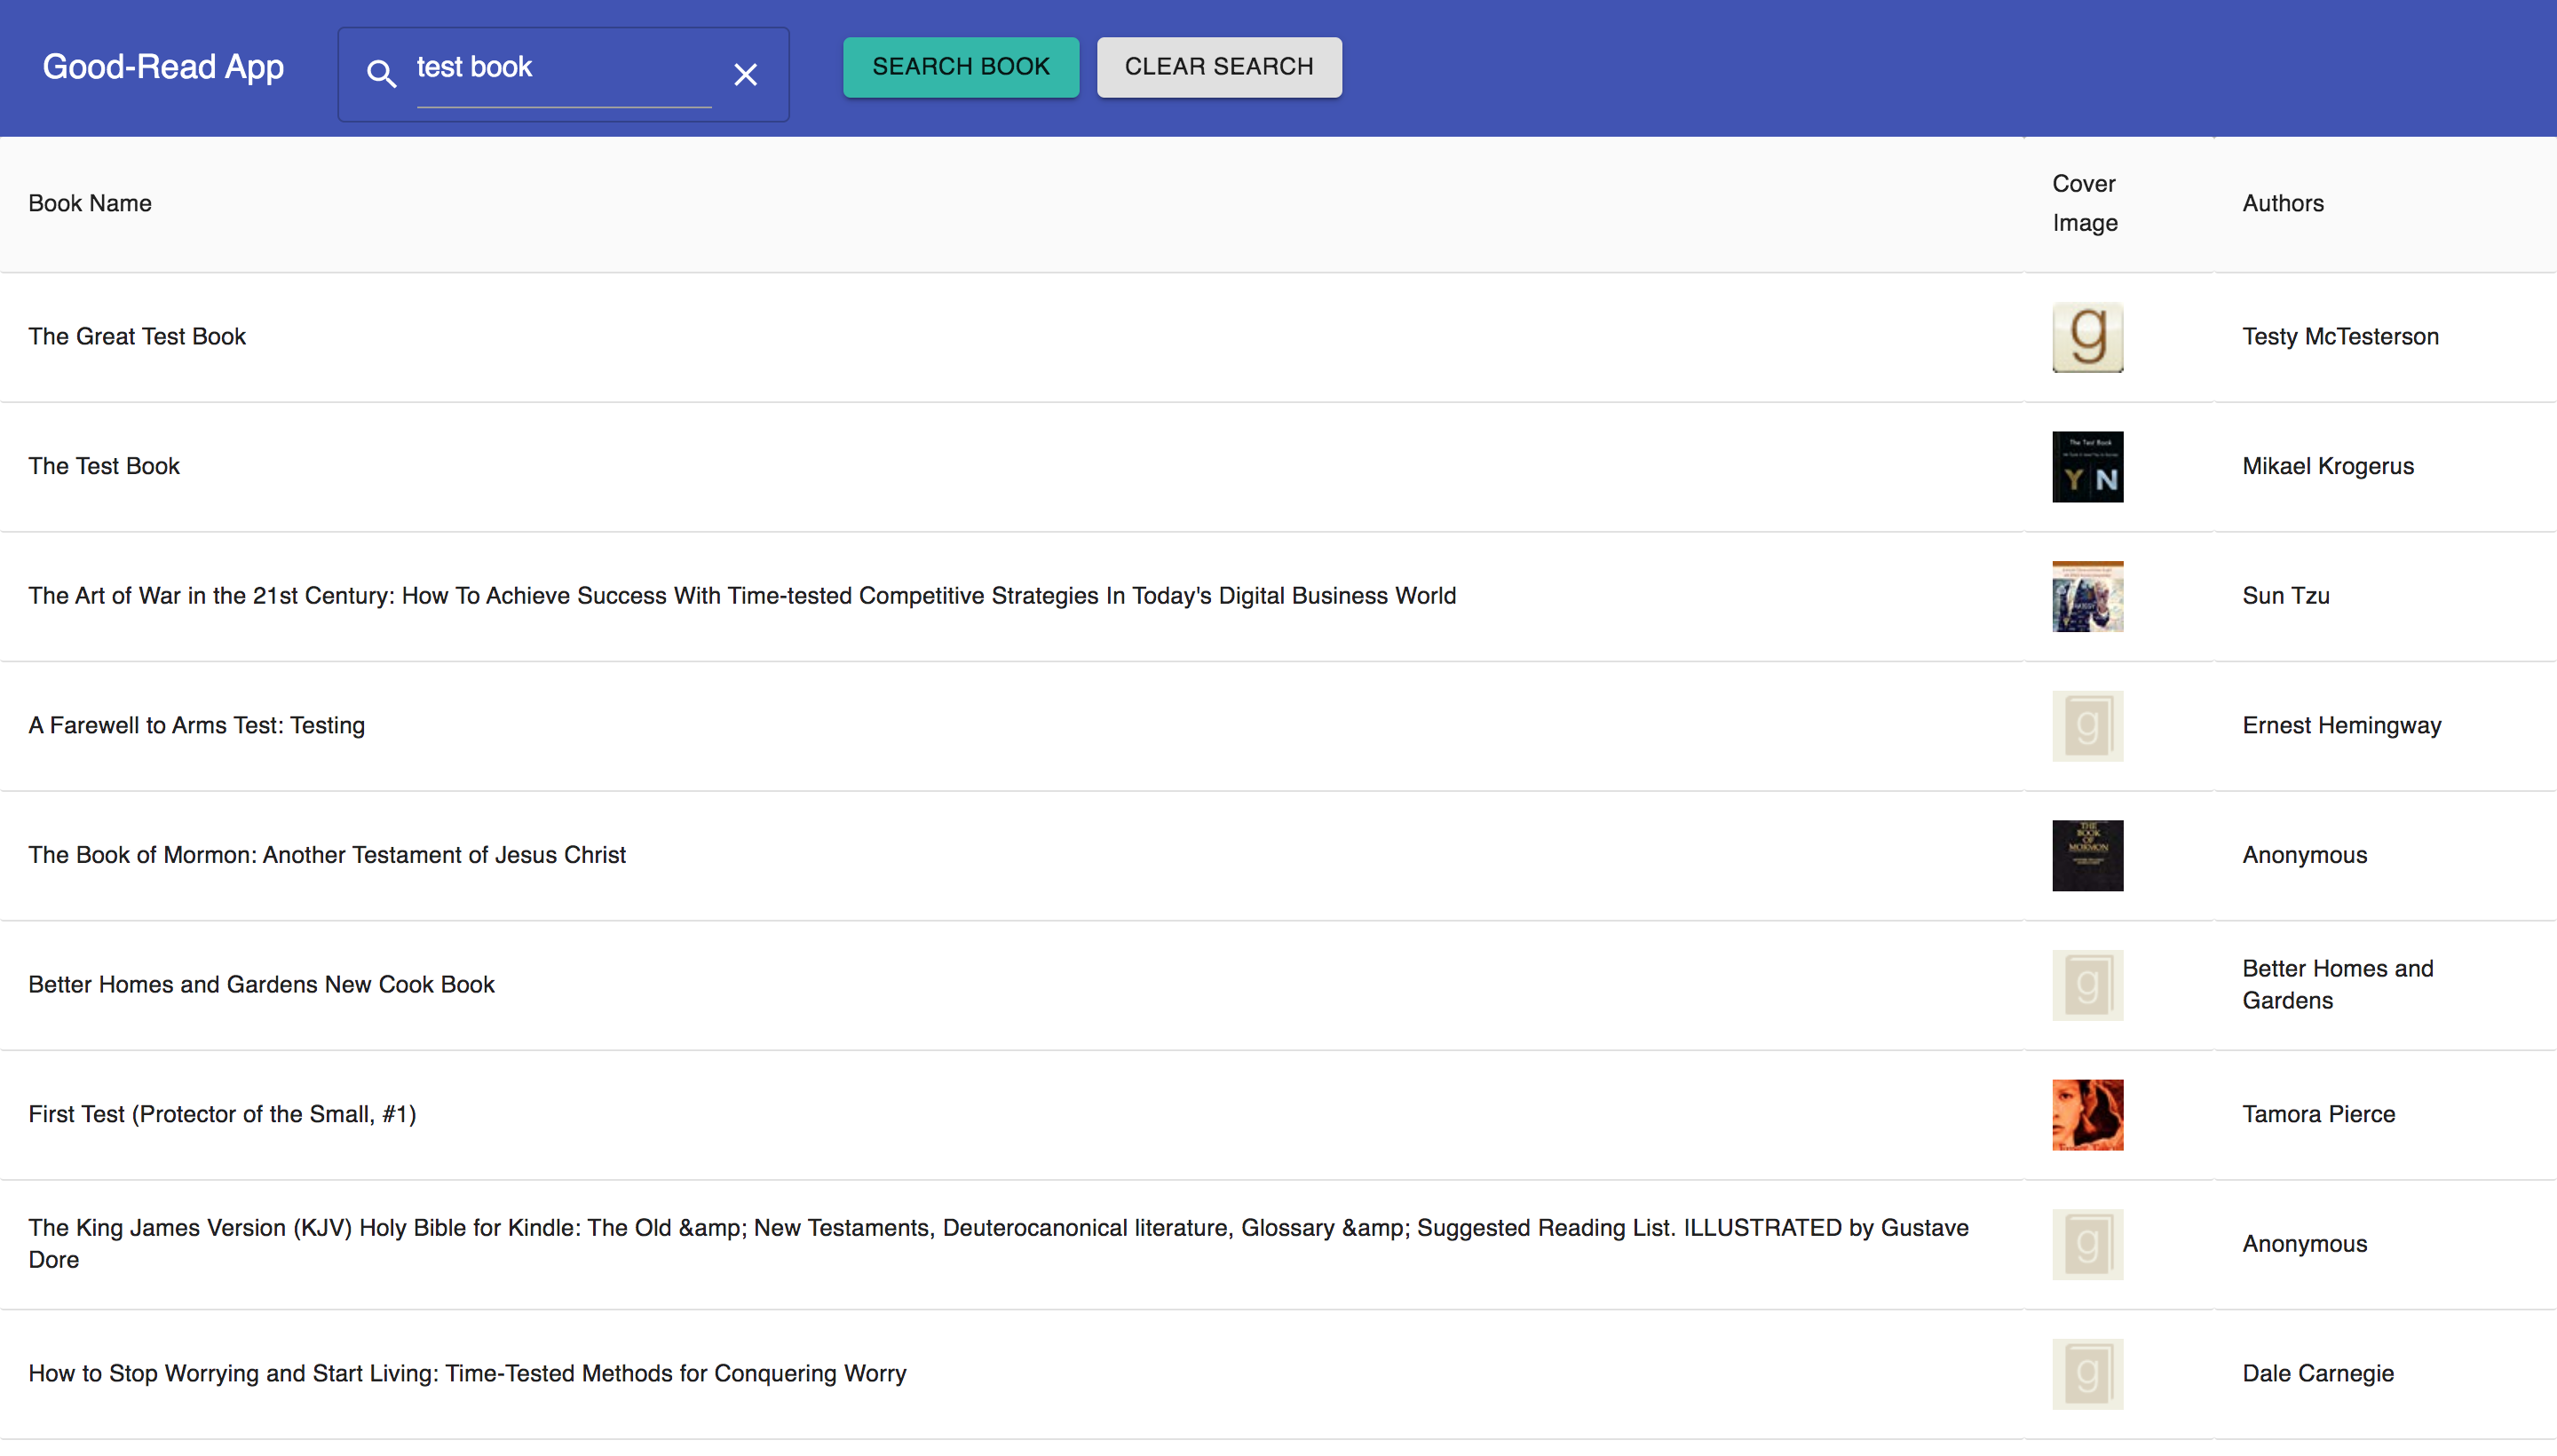 Good-Read App
test book
SEARCH BOOK
CLEAR SEARCH
Book Name
Cover
Image
Authors
The Great Test Book
g
Testy McTesterson
The Test Book
The Test Book
Y N
Mikael Krogerus
The Art of War in the 21st Century: How To Achieve Success With Time-tested Competitive Strategies In Today's Digital Business World
Sun Tzu
A Farewell to Arms Test: Testing
g
Ernest Hemingway
The Book of Mormon: Another Testament of Jesus Christ
THE
BOOK
OF
MORMON
Anonymous
Better Homes and Gardens New Cook Book
g
Better Homes and
Gardens
First Test (Protector of the Small, #1)
Tamora Pierce
The King James Version (KJV) Holy Bible for Kindle: The Old &amp; New Testaments, Deuterocanonical literature, Glossary &amp; Suggested Reading List. ILLUSTRATED by Gustave
Dore
g
Anonymous
How to Stop Worrying and Start Living: Time-Tested Methods for Conquering Worry
g
Dale Carnegie